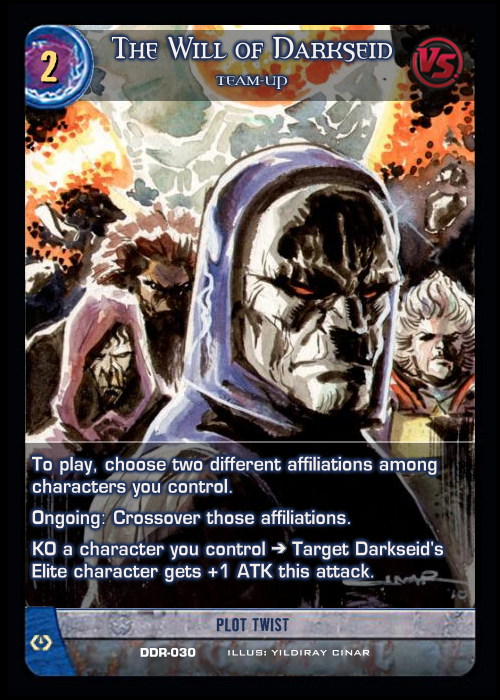 2
THE WILL OF DARKSEID
TEAM-UP
VS
To play, choose two different affiliations among
characters you control.
Ongoing: Crossover those affiliations.
KO a character you control → Target Darkseid's
Elite character gets +1 ATK this attack.
PLOT TWIST
DDR-030 ILLUS: YILDIRAY CINAR